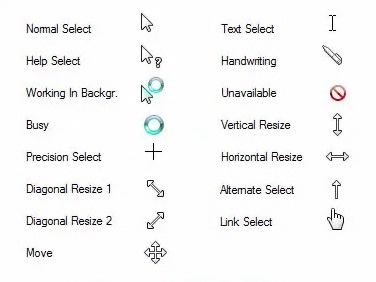 Normal Select
Help Select
Working In Backgr.
Busy
Precision Select
Diagonal Resize 1
Diagonal Resize 2
Move
Text Select
Handwriting
Unavailable
Vertical Resize
Horizontal Resize
Alternate Select
Link Select